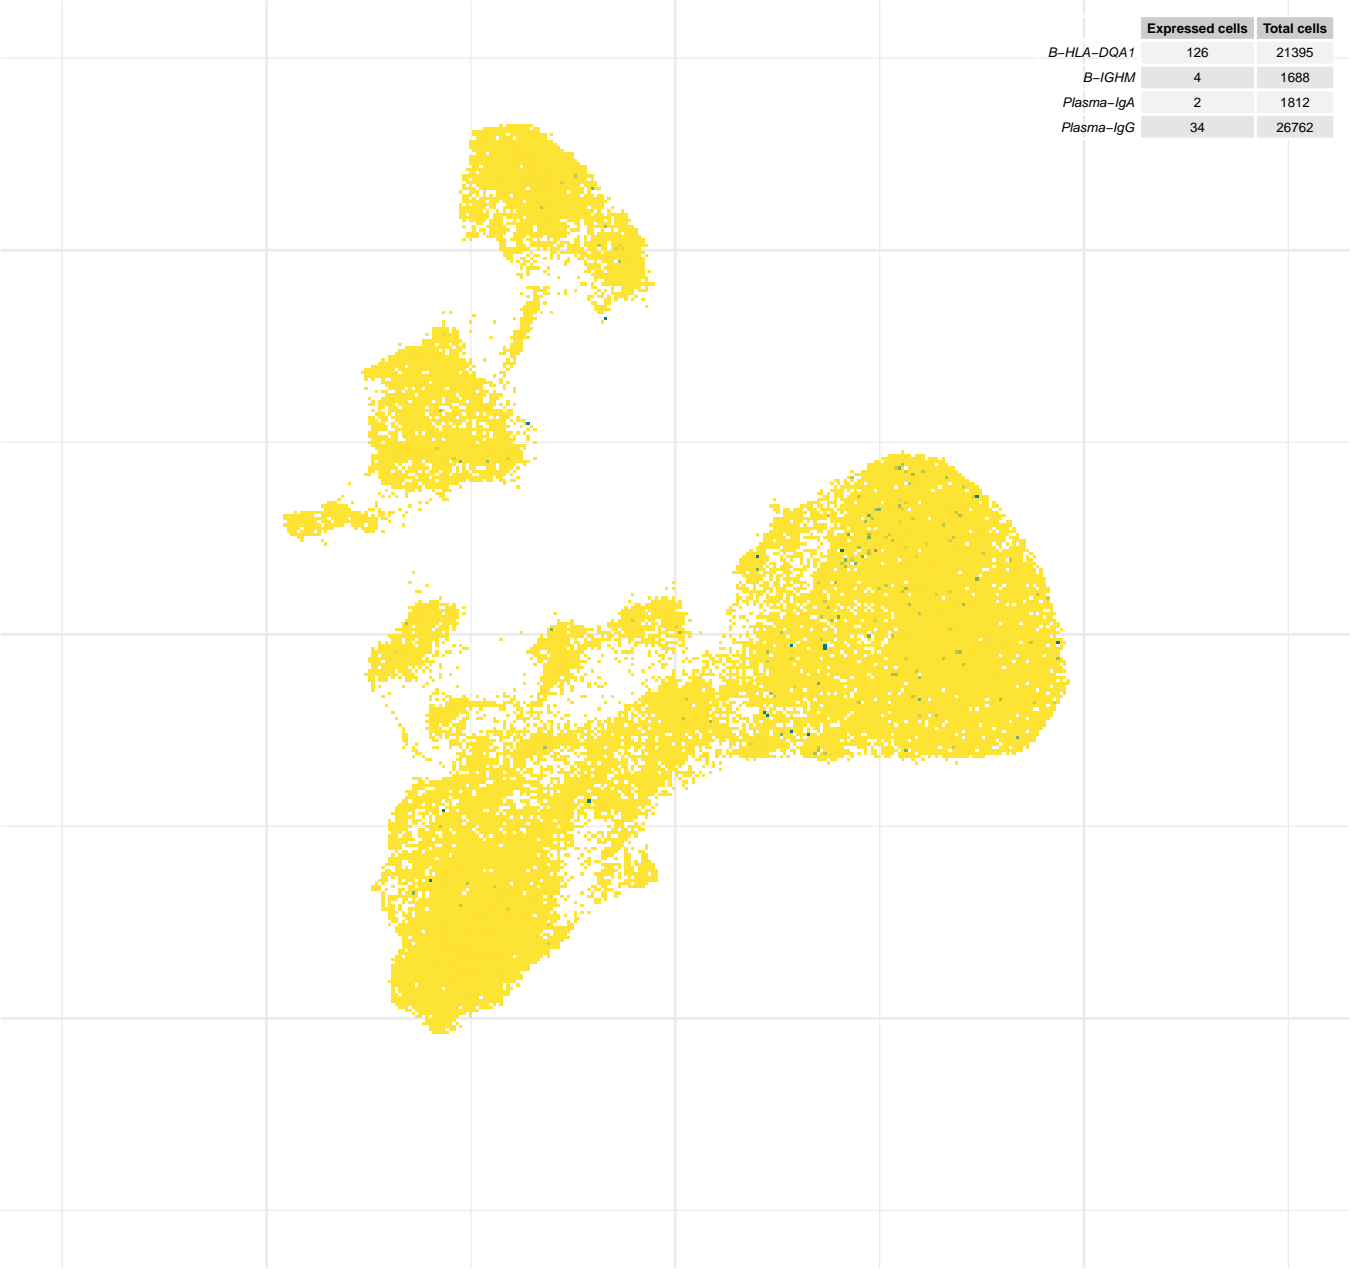 Expressed cells Total cells
B−HLA−DQA1 126 21395
B−IGHM 4 1688
Plasma−IgA 2 1812
Plasma−IgG 34 26762